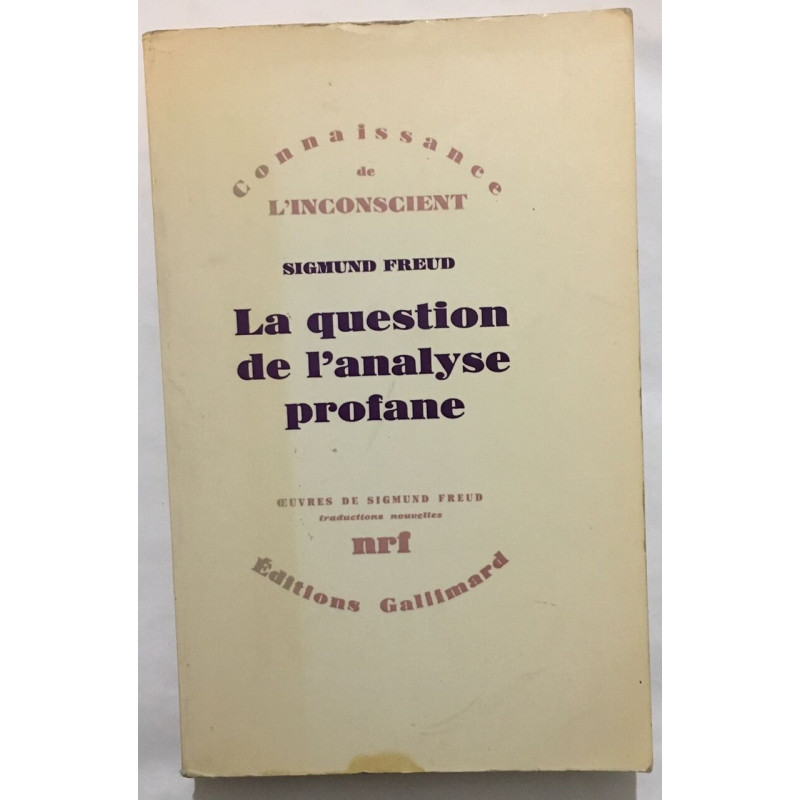 Connaissance
de
L'INCONSCIENT
SIGMUND FREUD
La question
de l'analyse
profane
ŒUVRES DE SIGMUND FREUD
traductions nouvelles
nrf
Éditions Gallimard